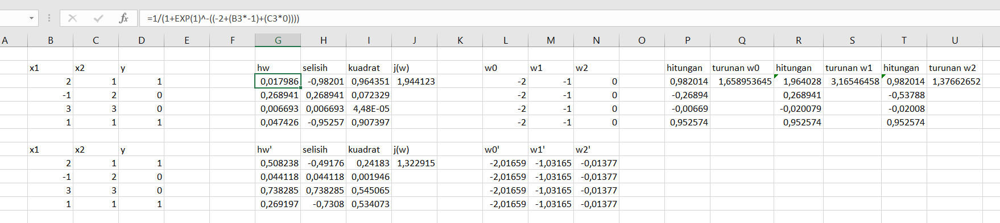 fx =1/(1+EXP(1)^-((-2+(B3*-1)+(C3*0))))
A B C D E F G H I J K L M N O P Q R S T U
x1 x2 y hw selisih kuadrat j(w) w0 w1 w2 hitungan turunan w0 hitungan turunan w1 hitungan turunan w2
2 1 1 0,017986 -0,98201 0,964351 1,944123 -2 -1 0 0,982014 1,658953645 1,964028 3,16546458 0,982014 1,37662652
-1 2 0 0,268941 0,268941 0,072329 -2 -1 0 -0,26894 0,268941 -0,53788
3 3 0 0,006693 0,006693 4,48E-05 -2 -1 0 -0,00669 -0,020079 -0,02008
1 1 1 0,047426 -0,95257 0,907397 -2 -1 0 0,952574 0,952574 0,952574
x1 x2 y hw' selisih kuadrat j(w) w0' w1' w2'
2 1 1 0,508238 -0,49176 0,24183 1,322915 -2,01659 -1,03165 -0,01377
-1 2 0 0,044118 0,044118 0,001946 -2,01659 -1,03165 -0,01377
3 3 0 0,738285 0,738285 0,545065 -2,01659 -1,03165 -0,01377
1 1 1 0,269197 -0,7308 0,534073 -2,01659 -1,03165 -0,01377